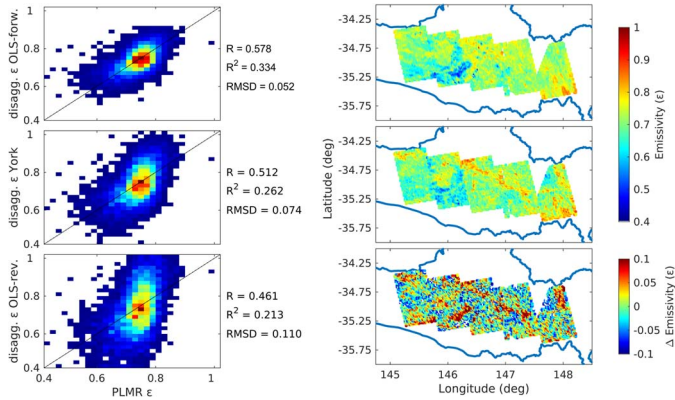 disagg. ε OLS-forw.
1
0.8
0.6
0.4
R = 0.578
R² = 0.334
RMSD = 0.052
disagg. ε York
1
0.8
0.6
0.4
R = 0.512
R² = 0.262
RMSD = 0.074
disagg. ε OLS-rev.
1
0.8
0.6
0.4
R = 0.461
R² = 0.213
RMSD = 0.110
0.4 0.6 0.8 1
PLMR ε
Latitude (deg)
-34.25
-34.75
-35.25
-35.75
-34.25
-34.75
-35.25
-35.75
-34.25
-34.75
-35.25
-35.75
145 146 147 148
Longitude (deg)
1
0.9
0.8
0.7
0.6
0.5
0.4
Emissivity (ε)
0.1
0.05
0
-0.05
-0.1
Δ Emissivity (ε)